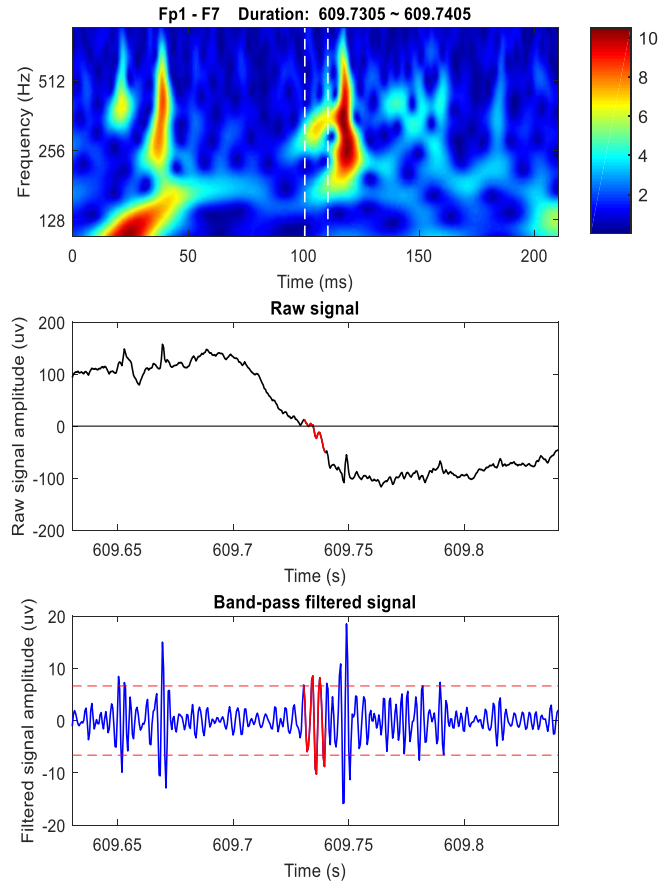 Fp1 - F7 Duration: 609.7305 ~ 609.7405
Frequency (Hz)
512
256
128
0 50 100 150 200
Time (ms)
10
8
6
4
2
Raw signal
Raw signal amplitude (uv)
200
100
0
-100
-200
609.65 609.7 609.75 609.8
Time (s)
Band-pass filtered signal
Filtered signal amplitude (uv)
20
10
0
-10
-20
609.65 609.7 609.75 609.8
Time (s)